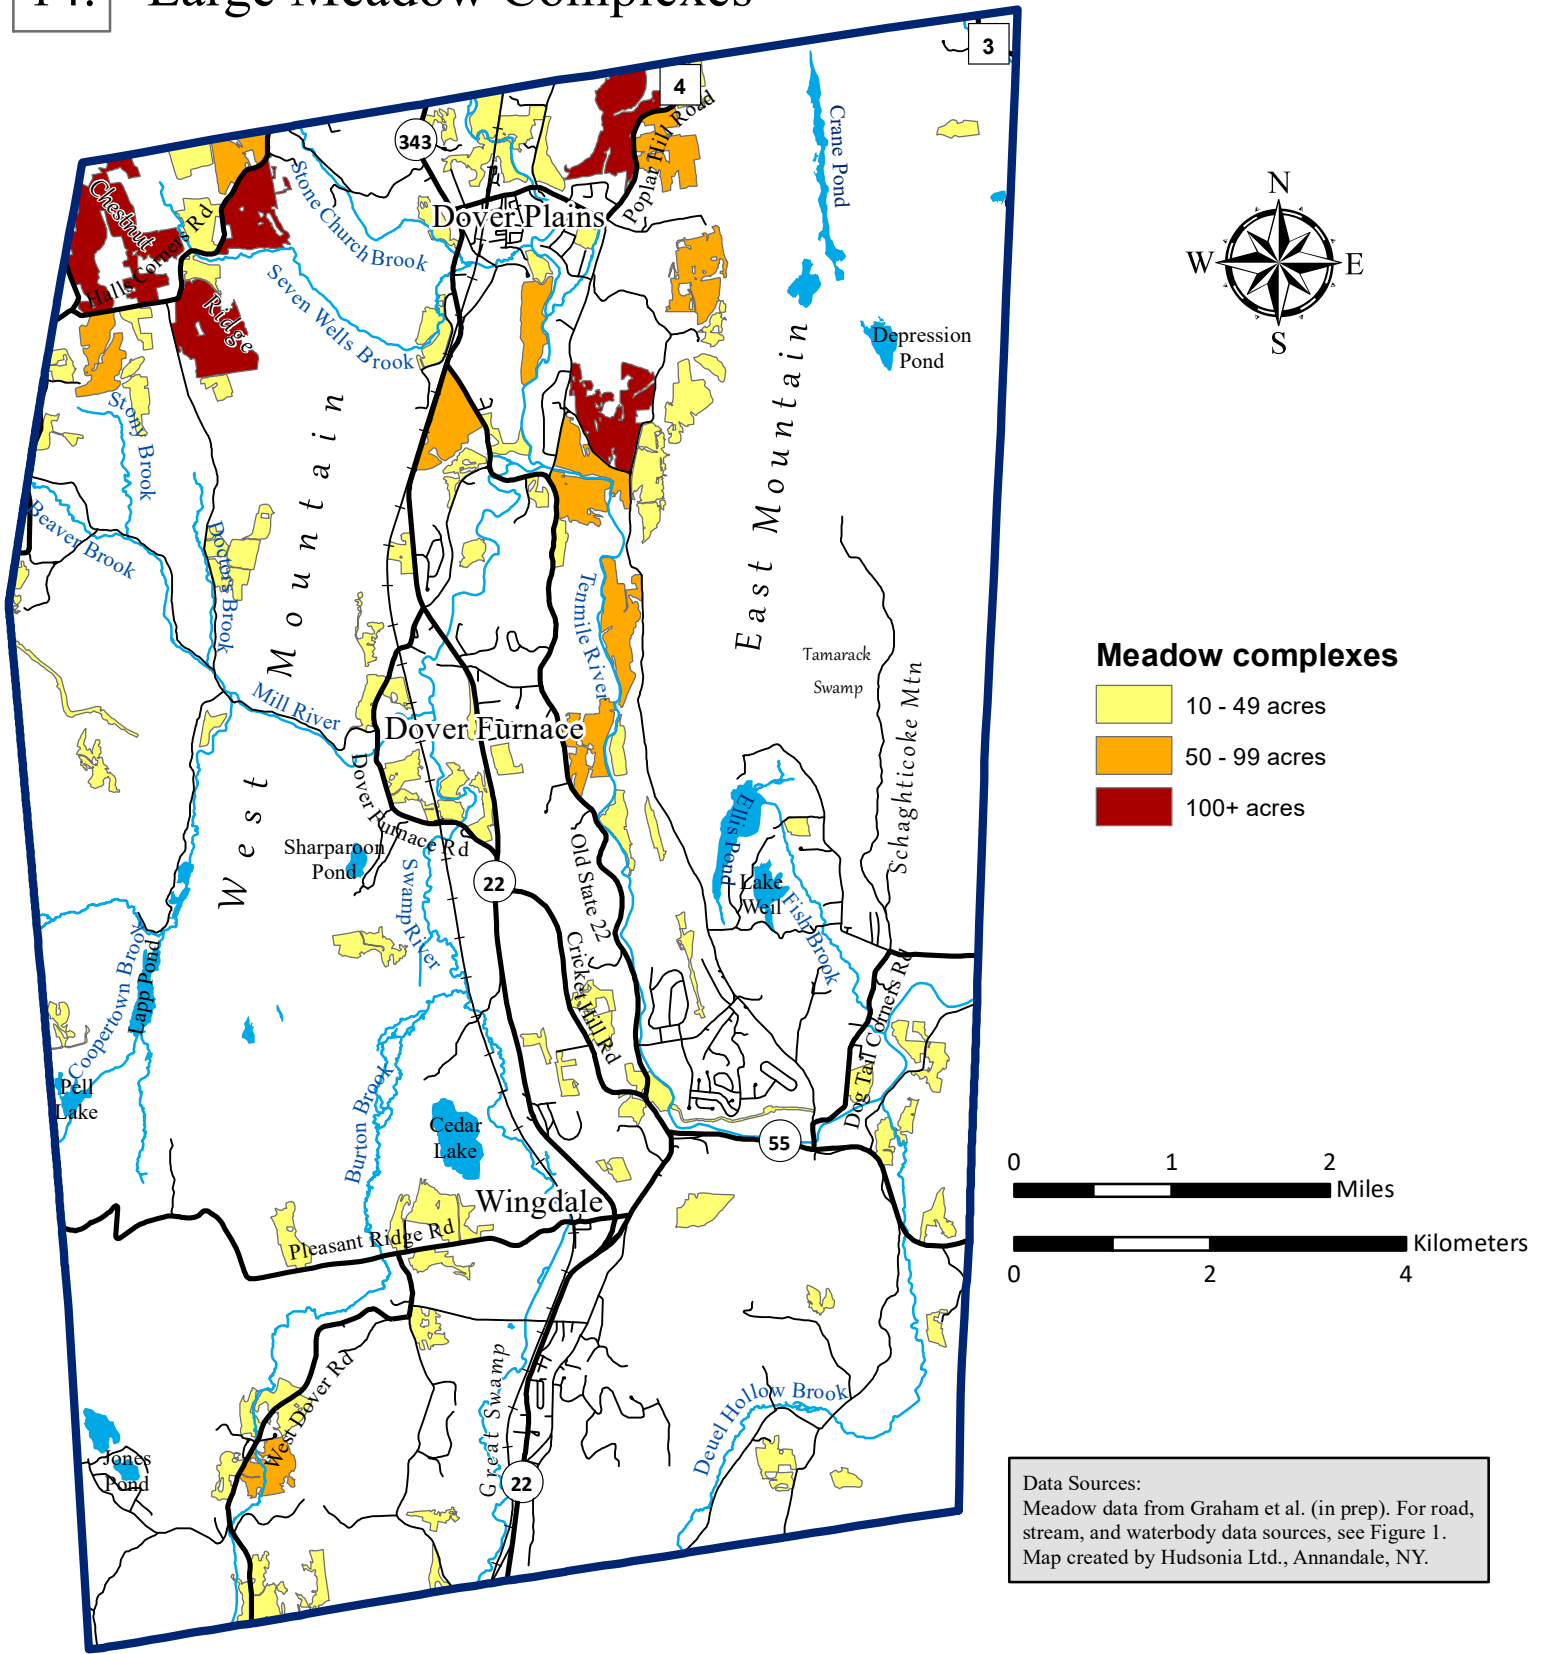 14.
Large Meadow Complexes
3
4
343
Poplar Hill Road
Crane Pond
Stone Church Brook
Dover Plains
Chestnut
Ridge
Halls Corners Rd
Seven Wells Brook
Depression
Pond
N
W
E
S
Stony Brook
Beaver Brook
Doctors Brook
West Mountain
East Mountain
Tenmile River
Tamarack
Swamp
Schaghticoke Mtn
Mill River
Dover Furnace
Dover Furnace Rd
Sharparoon
Pond
Swamp River
22
Old State 22
Cricket Hill Rd
Ellis Pond
Lake
Weil
Fish Brook
Dog Tail Corners Rd
Coopertown Brook
Lapp Pond
Pell
Lake
Burton Brook
Cedar
Lake
55
Wingdale
Pleasant Ridge Rd
West Dover Rd
Great Swamp
Deuel Hollow Brook
Jones
Pond
22
Meadow complexes
10 - 49 acres
50 - 99 acres
100+ acres
0 1 2
Miles
Kilometers
0 2 4
Data Sources:
Meadow data from Graham et al. (in prep). For road,
stream, and waterbody data sources, see Figure 1.
Map created by Hudsonia Ltd., Annandale, NY.